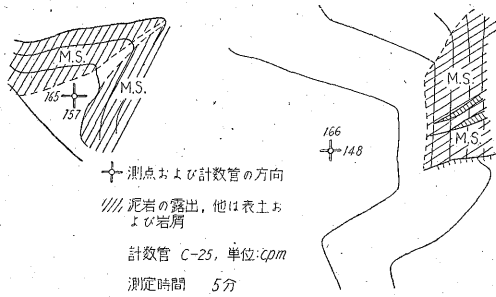 M.S.
M.S.
165
157
M.S.
M.S.
166
148
測点および計数管の方向
泥岩の露出,他は表土お
よび岩屑
計数管 C-25, 単位:cpm
測定時間 5分